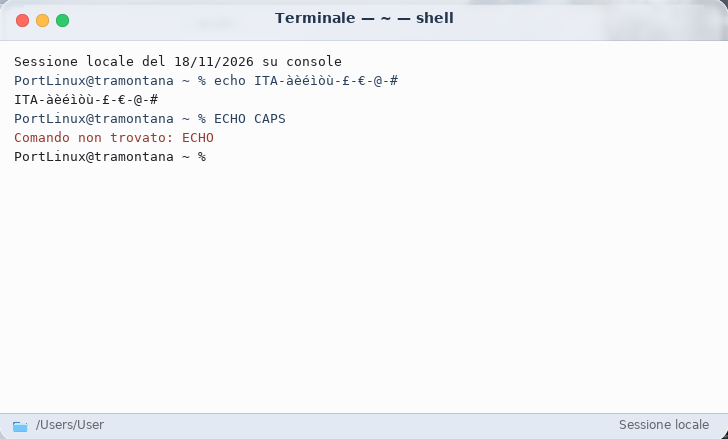 Terminale — ~ — shell
Sessione locale del 18/11/2026 su console
PortLinux@tramontana ~ % echo ITA-àèéìòù-£-€-@-#
ITA-àèéìòù-£-€-@-#
PortLinux@tramontana ~ % ECHO CAPS
Comando non trovato: ECHO
PortLinux@tramontana ~ %
/Users/User
Sessione locale